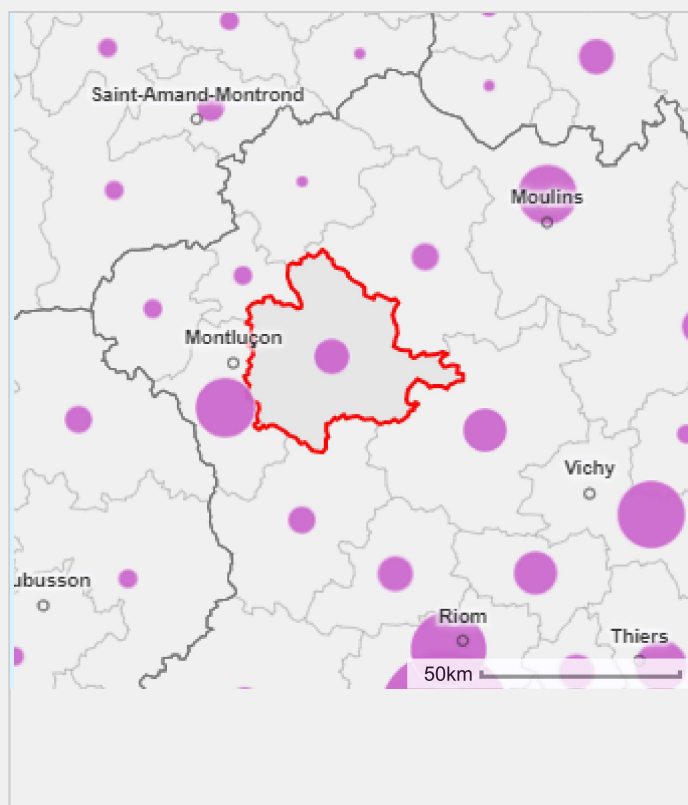 Saint-Amand-Montrond
Moulins
Montluçon
Vichy
ubusson
Riom
Thiers
50km